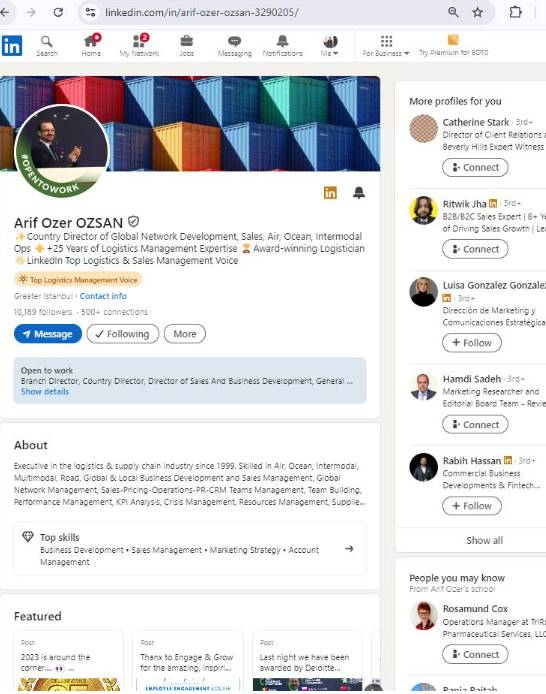 linkedin.com/in/arif-ozer-ozsan-3290205/
in
Search
Home
2
My Network
Jobs
Messaging
Notifications
Me
For Business
Try Premium for BDT0
#OPENTOWORK
in
Arif Ozer OZSAN
Country Director of Global Network Development, Sales, Air, Ocean, Intermodal
Ops +25 Years of Logistics Management Expertise Award-winning Logistician
LinkedIn Top Logistics & Sales Management Voice
Top Logistics Management Voice
Greater Istanbul · Contact info
10,189 followers · 500+ connections
Message
Following
More
Open to work
Branch Director, Country Director, Director of Sales And Business Development, General ...
Show details
About
Executive in the logistics & supply chain industry since 1999. Skilled in Air, Ocean, Intermodal,
Multimodal, Road, Global & Local Business Development and Sales Management, Global
Network Management, Sales-Pricing-Operations-PR-CRM Teams Management, Team Building,
Performance Management, KPI Analysis, Crisis Management, Resources Management, Supplie...
Top skills
Business Development • Sales Management • Marketing Strategy • Account
Management
Featured
Post
2023 is around the
corner....
Post
Thanx to Engage & Grow
for the amazing, inspiri...
EMPLOYEE ENGAGEMENT
Post
Last night we have been
awarded by Deloitte...
More profiles for you
Catherine Stark · 3rd+
Director of Client Relations a
Beverly Hills Expert Witness
Connect
Ritwik Jha in · 3rd+
B2B/B2C Sales Expert | 8+ Ye
of Driving Sales Growth | Lea
Connect
Luisa Gonzalez Gonzalez
in · 3rd+
Dirección de Marketing y
Comunicaciones Estratégica
+ Follow
Hamdi Sadeh · 3rd+
Marketing Researcher and
Editorial Board Team - Revie
Connect
Rabih Hassan in · 3rd+
Commercial Business
Developments & Fintech...
+ Follow
Show all
People you may know
From Arif Ozer's school
Rosamund Cox
Operations Manager at TriRx
Pharmaceutical Services, LLC
Connect